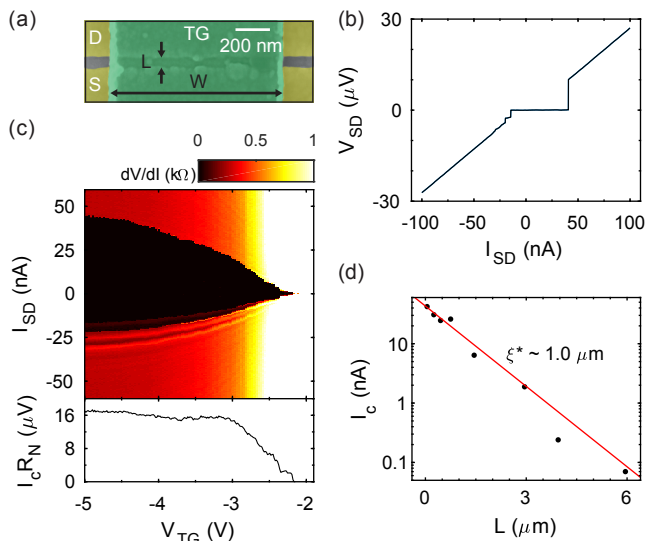 (a)
D
TG
200 nm
L
S
W
(b)
30
0
-30
V_SD (μV)
-100
-50
0
50
100
I_SD (nA)
(c)
0
0.5
1
dV/dI (kΩ)
50
25
0
-25
-50
I_SD (nA)
16
8
0
I_cR_N (μV)
-5
-4
-3
-2
V_TG (V)
(d)
10
1
0.1
I_c (nA)
ξ* ~ 1.0 μm
0
3
6
L (μm)